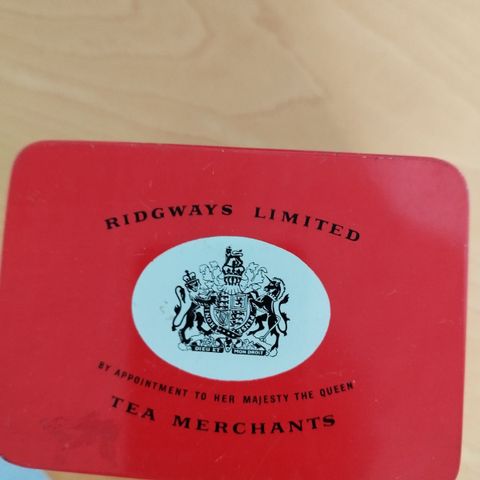 RIDGWAYS LIMITED
DIEU ET MON DROIT
BY APPOINTMENT TO HER MAJESTY THE QUEEN
TEA MERCHANTS